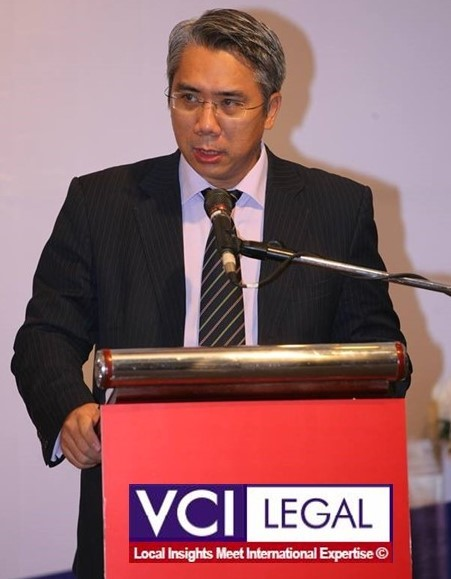 VCI LEGAL
Local Insights Meet International Expertise ©